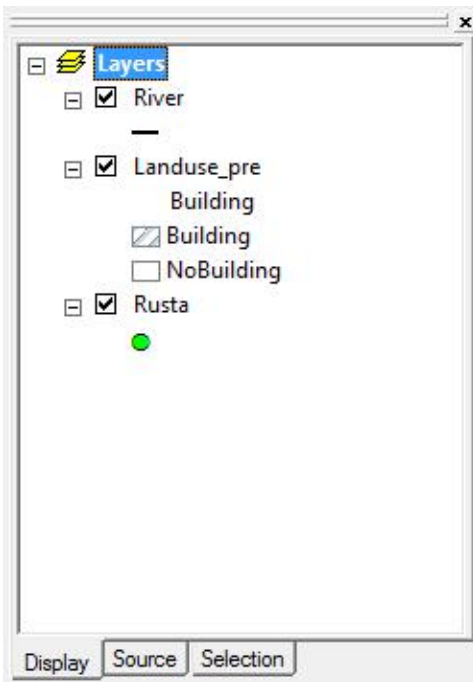 Layers
River
Landuse_pre
Building
Building
NoBuilding
Rusta
Display Source Selection